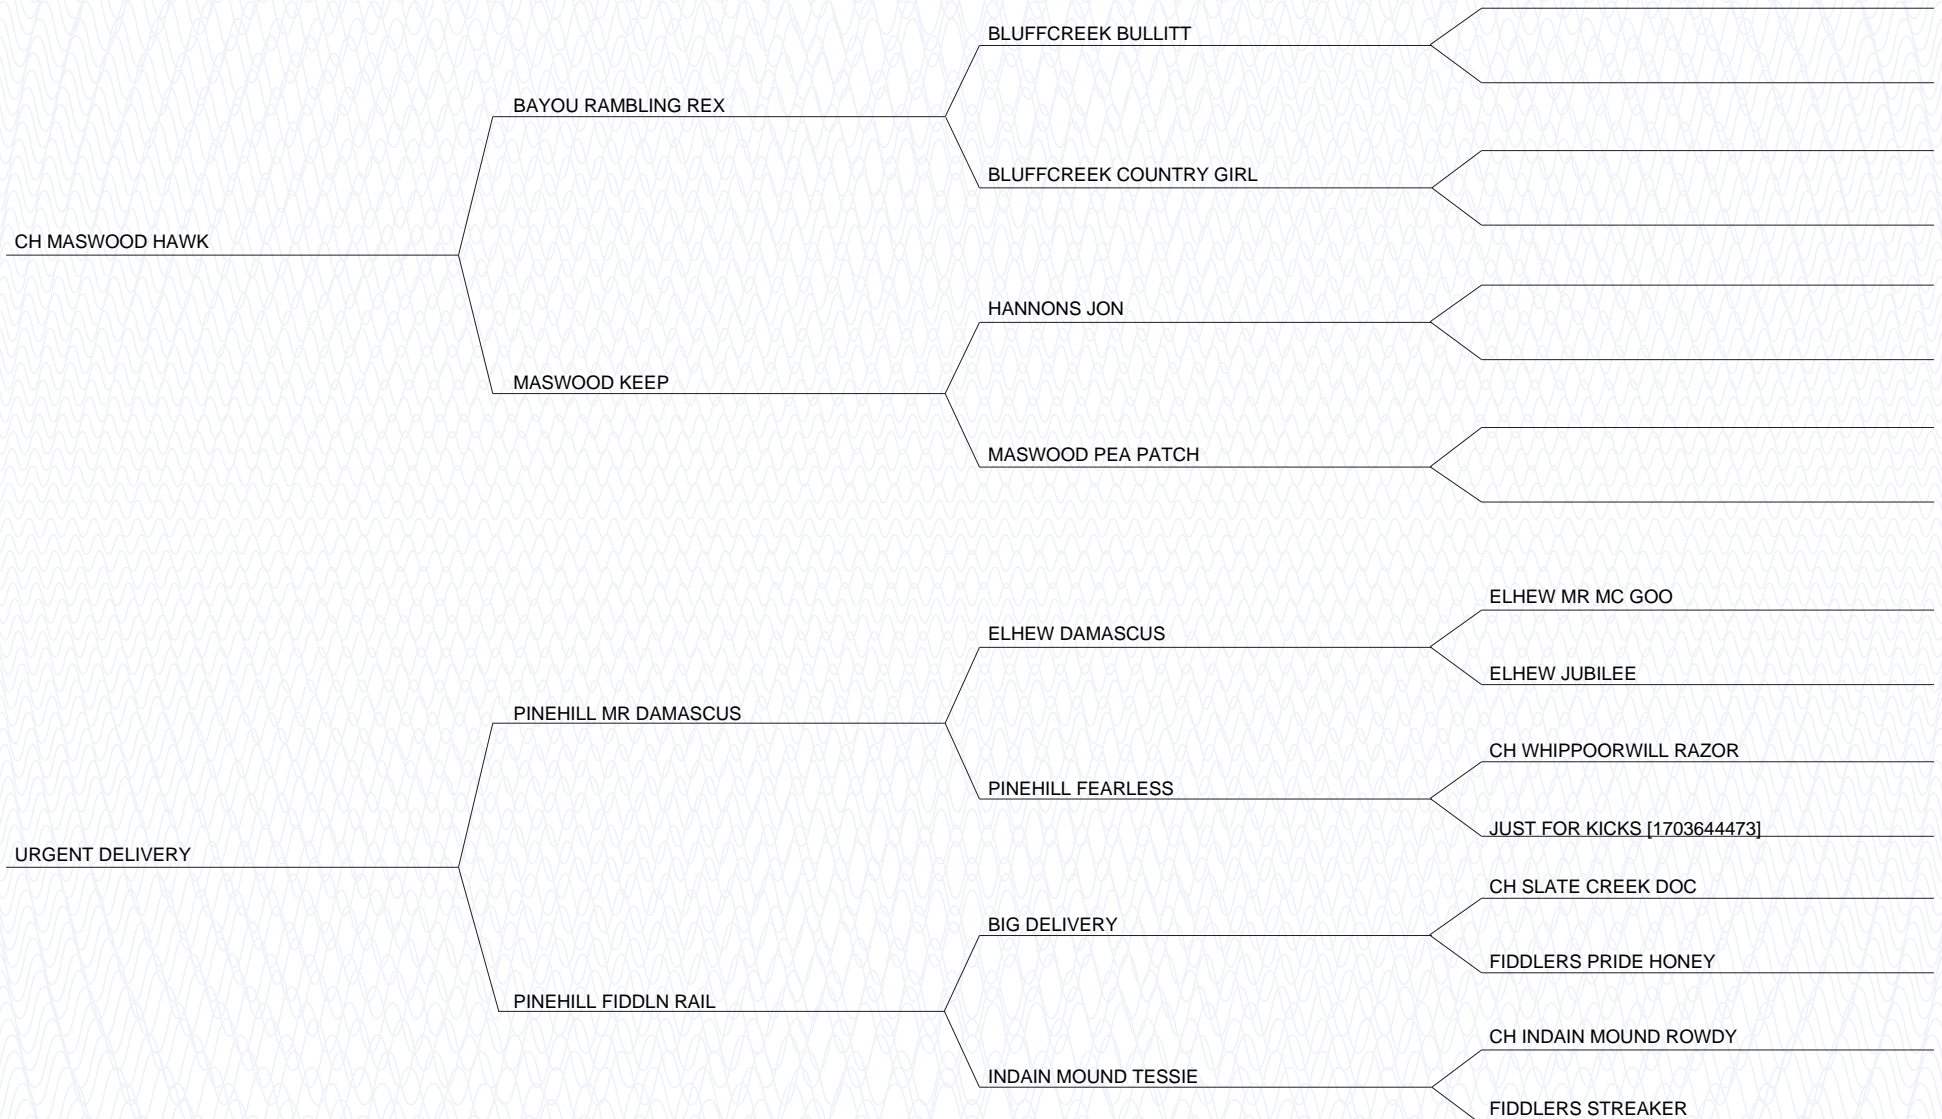 BLUFFCREEK BULLITT
BAYOU RAMBLING REX
BLUFFCREEK COUNTRY GIRL
CH MASWOOD HAWK
HANNONS JON
MASWOOD KEEP
MASWOOD PEA PATCH
ELHEW MR MC GOO
ELHEW DAMASCUS
ELHEW JUBILEE
PINEHILL MR DAMASCUS
CH WHIPPOORWILL RAZOR
PINEHILL FEARLESS
JUST FOR KICKS [1703644473]
URGENT DELIVERY
CH SLATE CREEK DOC
BIG DELIVERY
FIDDLERS PRIDE HONEY
PINEHILL FIDDLN RAIL
CH INDAIN MOUND ROWDY
INDAIN MOUND TESSIE
FIDDLERS STREAKER